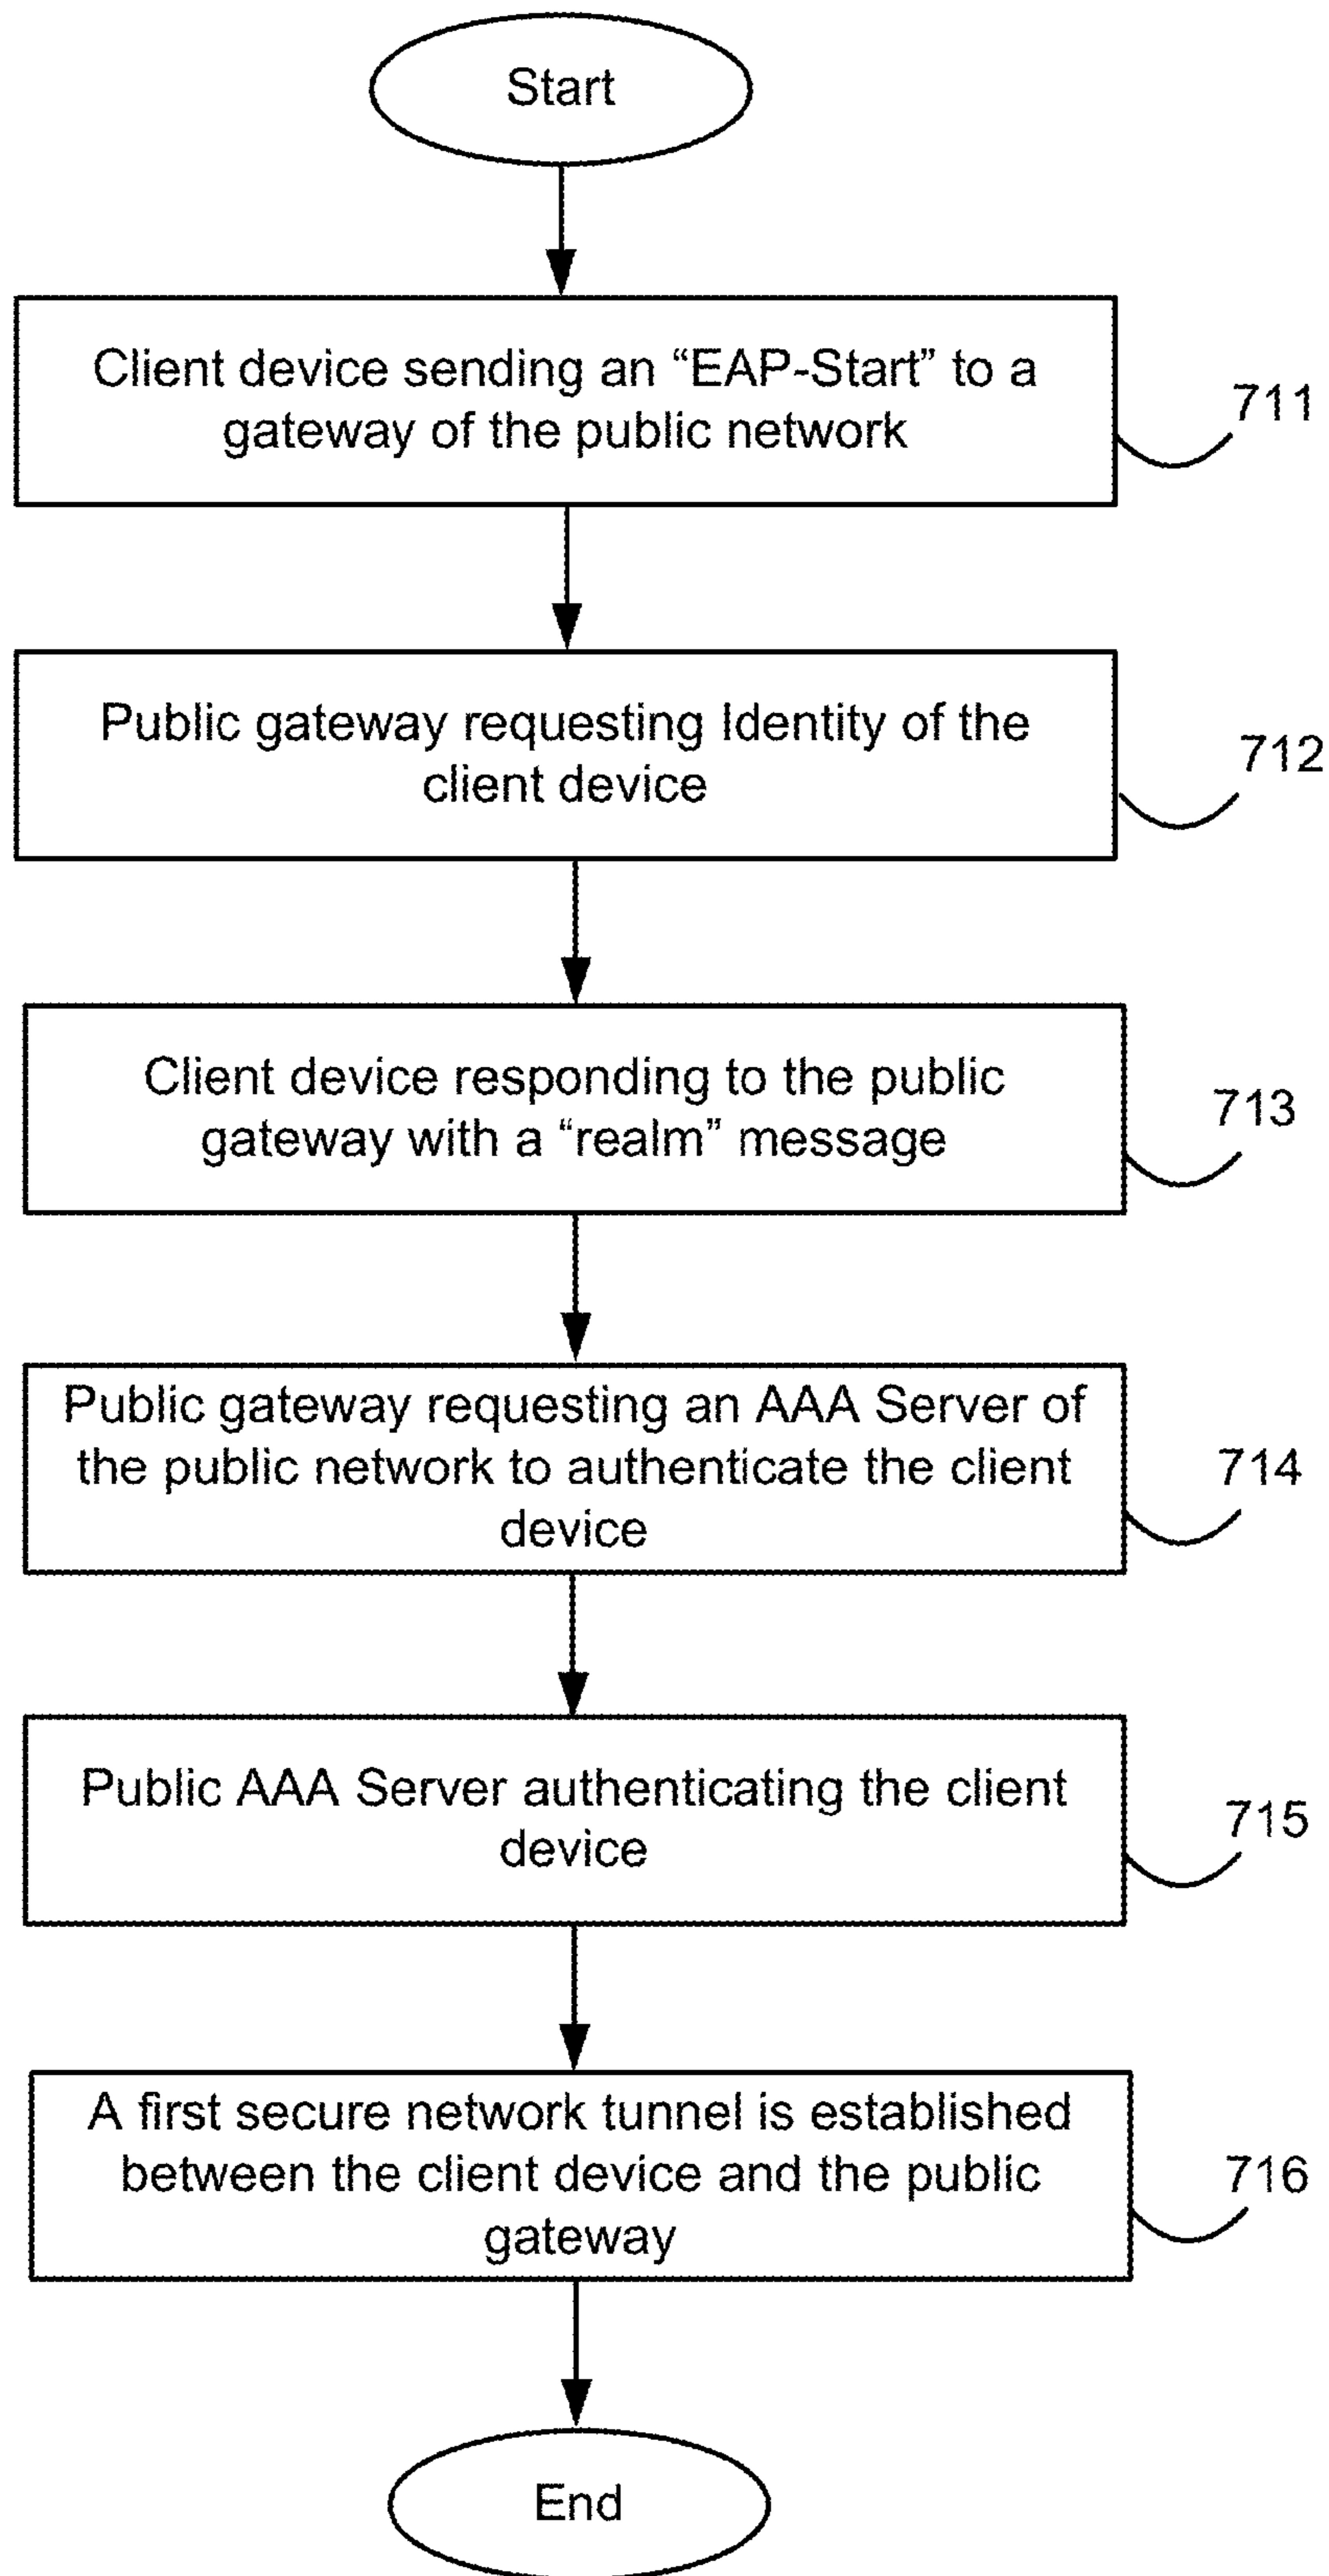 Start
Client device sending an “EAP-Start” to a
gateway of the public network
711
Public gateway requesting Identity of the
client device
712
Client device responding to the public
gateway with a “realm” message
713
Public gateway requesting an AAA Server of
the public network to authenticate the client
device
714
Public AAA Server authenticating the client
device
715
A first secure network tunnel is established
between the client device and the public
gateway
716
End